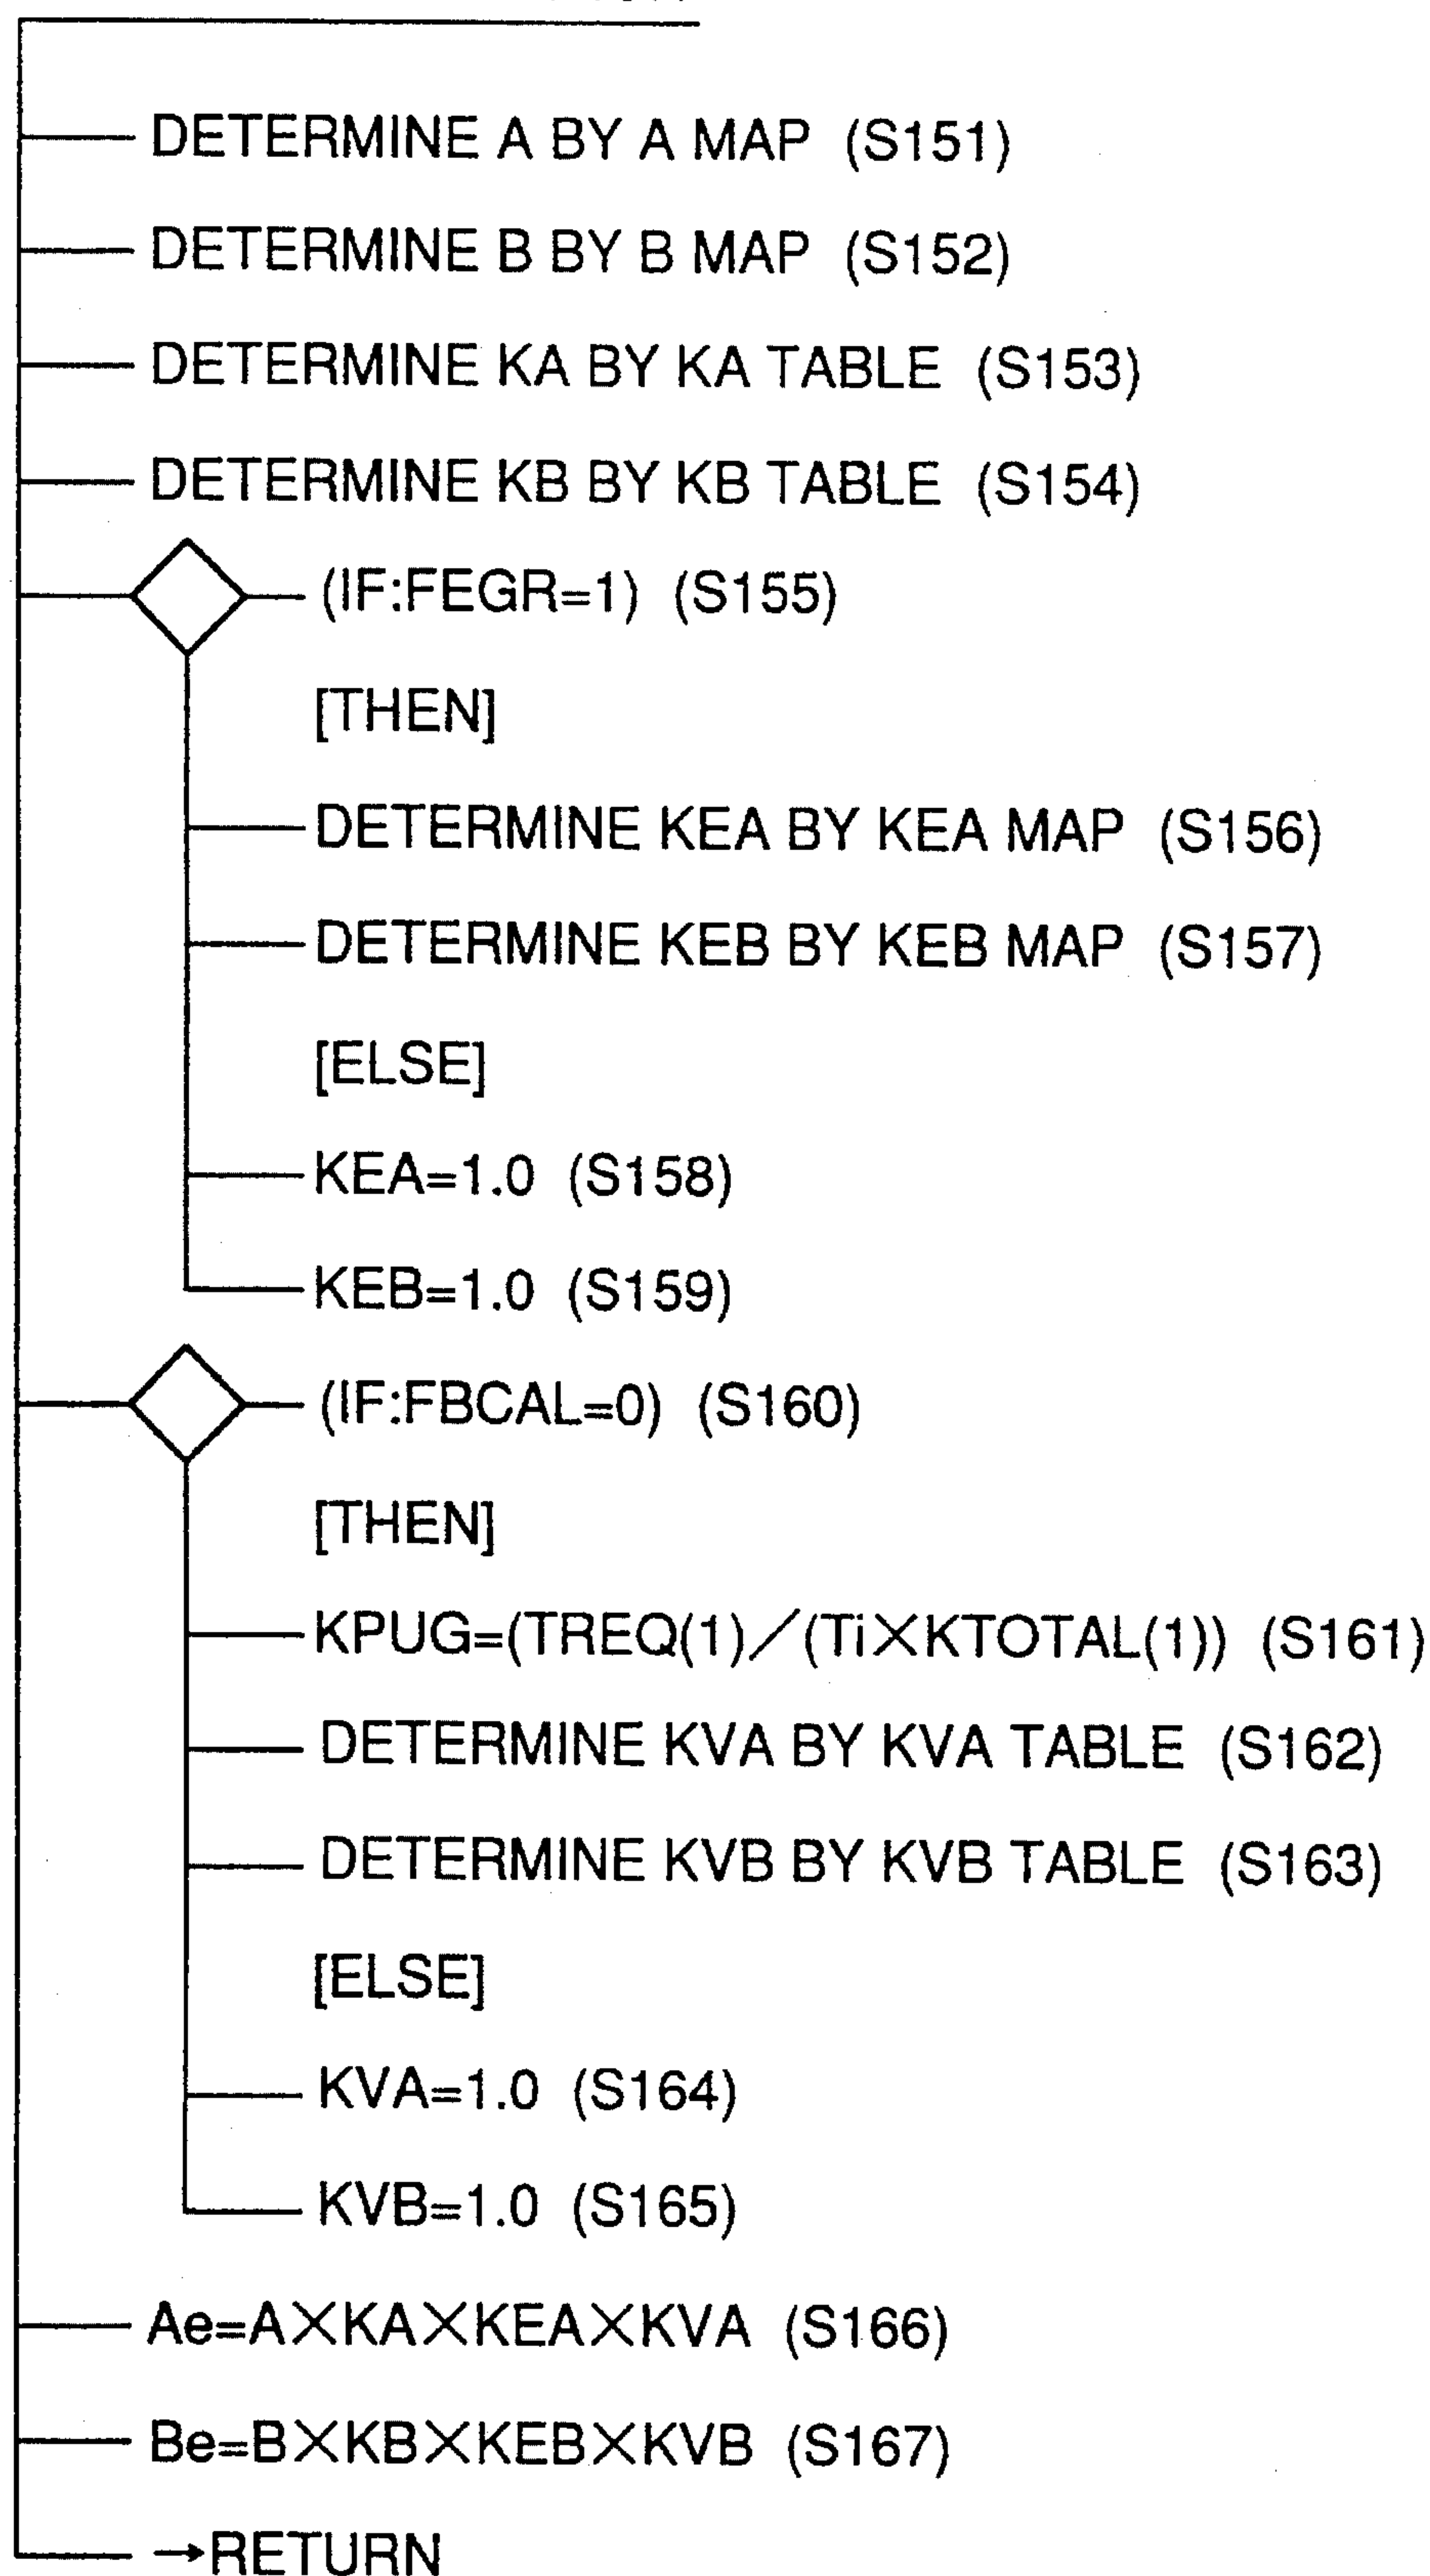 DETERMINE A BY A MAP (S151)
DETERMINE B BY B MAP (S152)
DETERMINE KA BY KA TABLE (S153)
DETERMINE KB BY KB TABLE (S154)
(IF:FEGR=1) (S155)
[THEN]
DETERMINE KEA BY KEA MAP (S156)
DETERMINE KEB BY KEB MAP (S157)
[ELSE]
KEA=1.0 (S158)
KEB=1.0 (S159)
(IF:FBCAL=0) (S160)
[THEN]
KPUG=(TREQ(1)/(Ti×KTOTAL(1)) (S161)
DETERMINE KVA BY KVA TABLE (S162)
DETERMINE KVB BY KVB TABLE (S163)
[ELSE]
KVA=1.0 (S164)
KVB=1.0 (S165)
Ae=A×KA×KEA×KVA (S166)
Be=B×KB×KEB×KVB (S167)
→RETURN